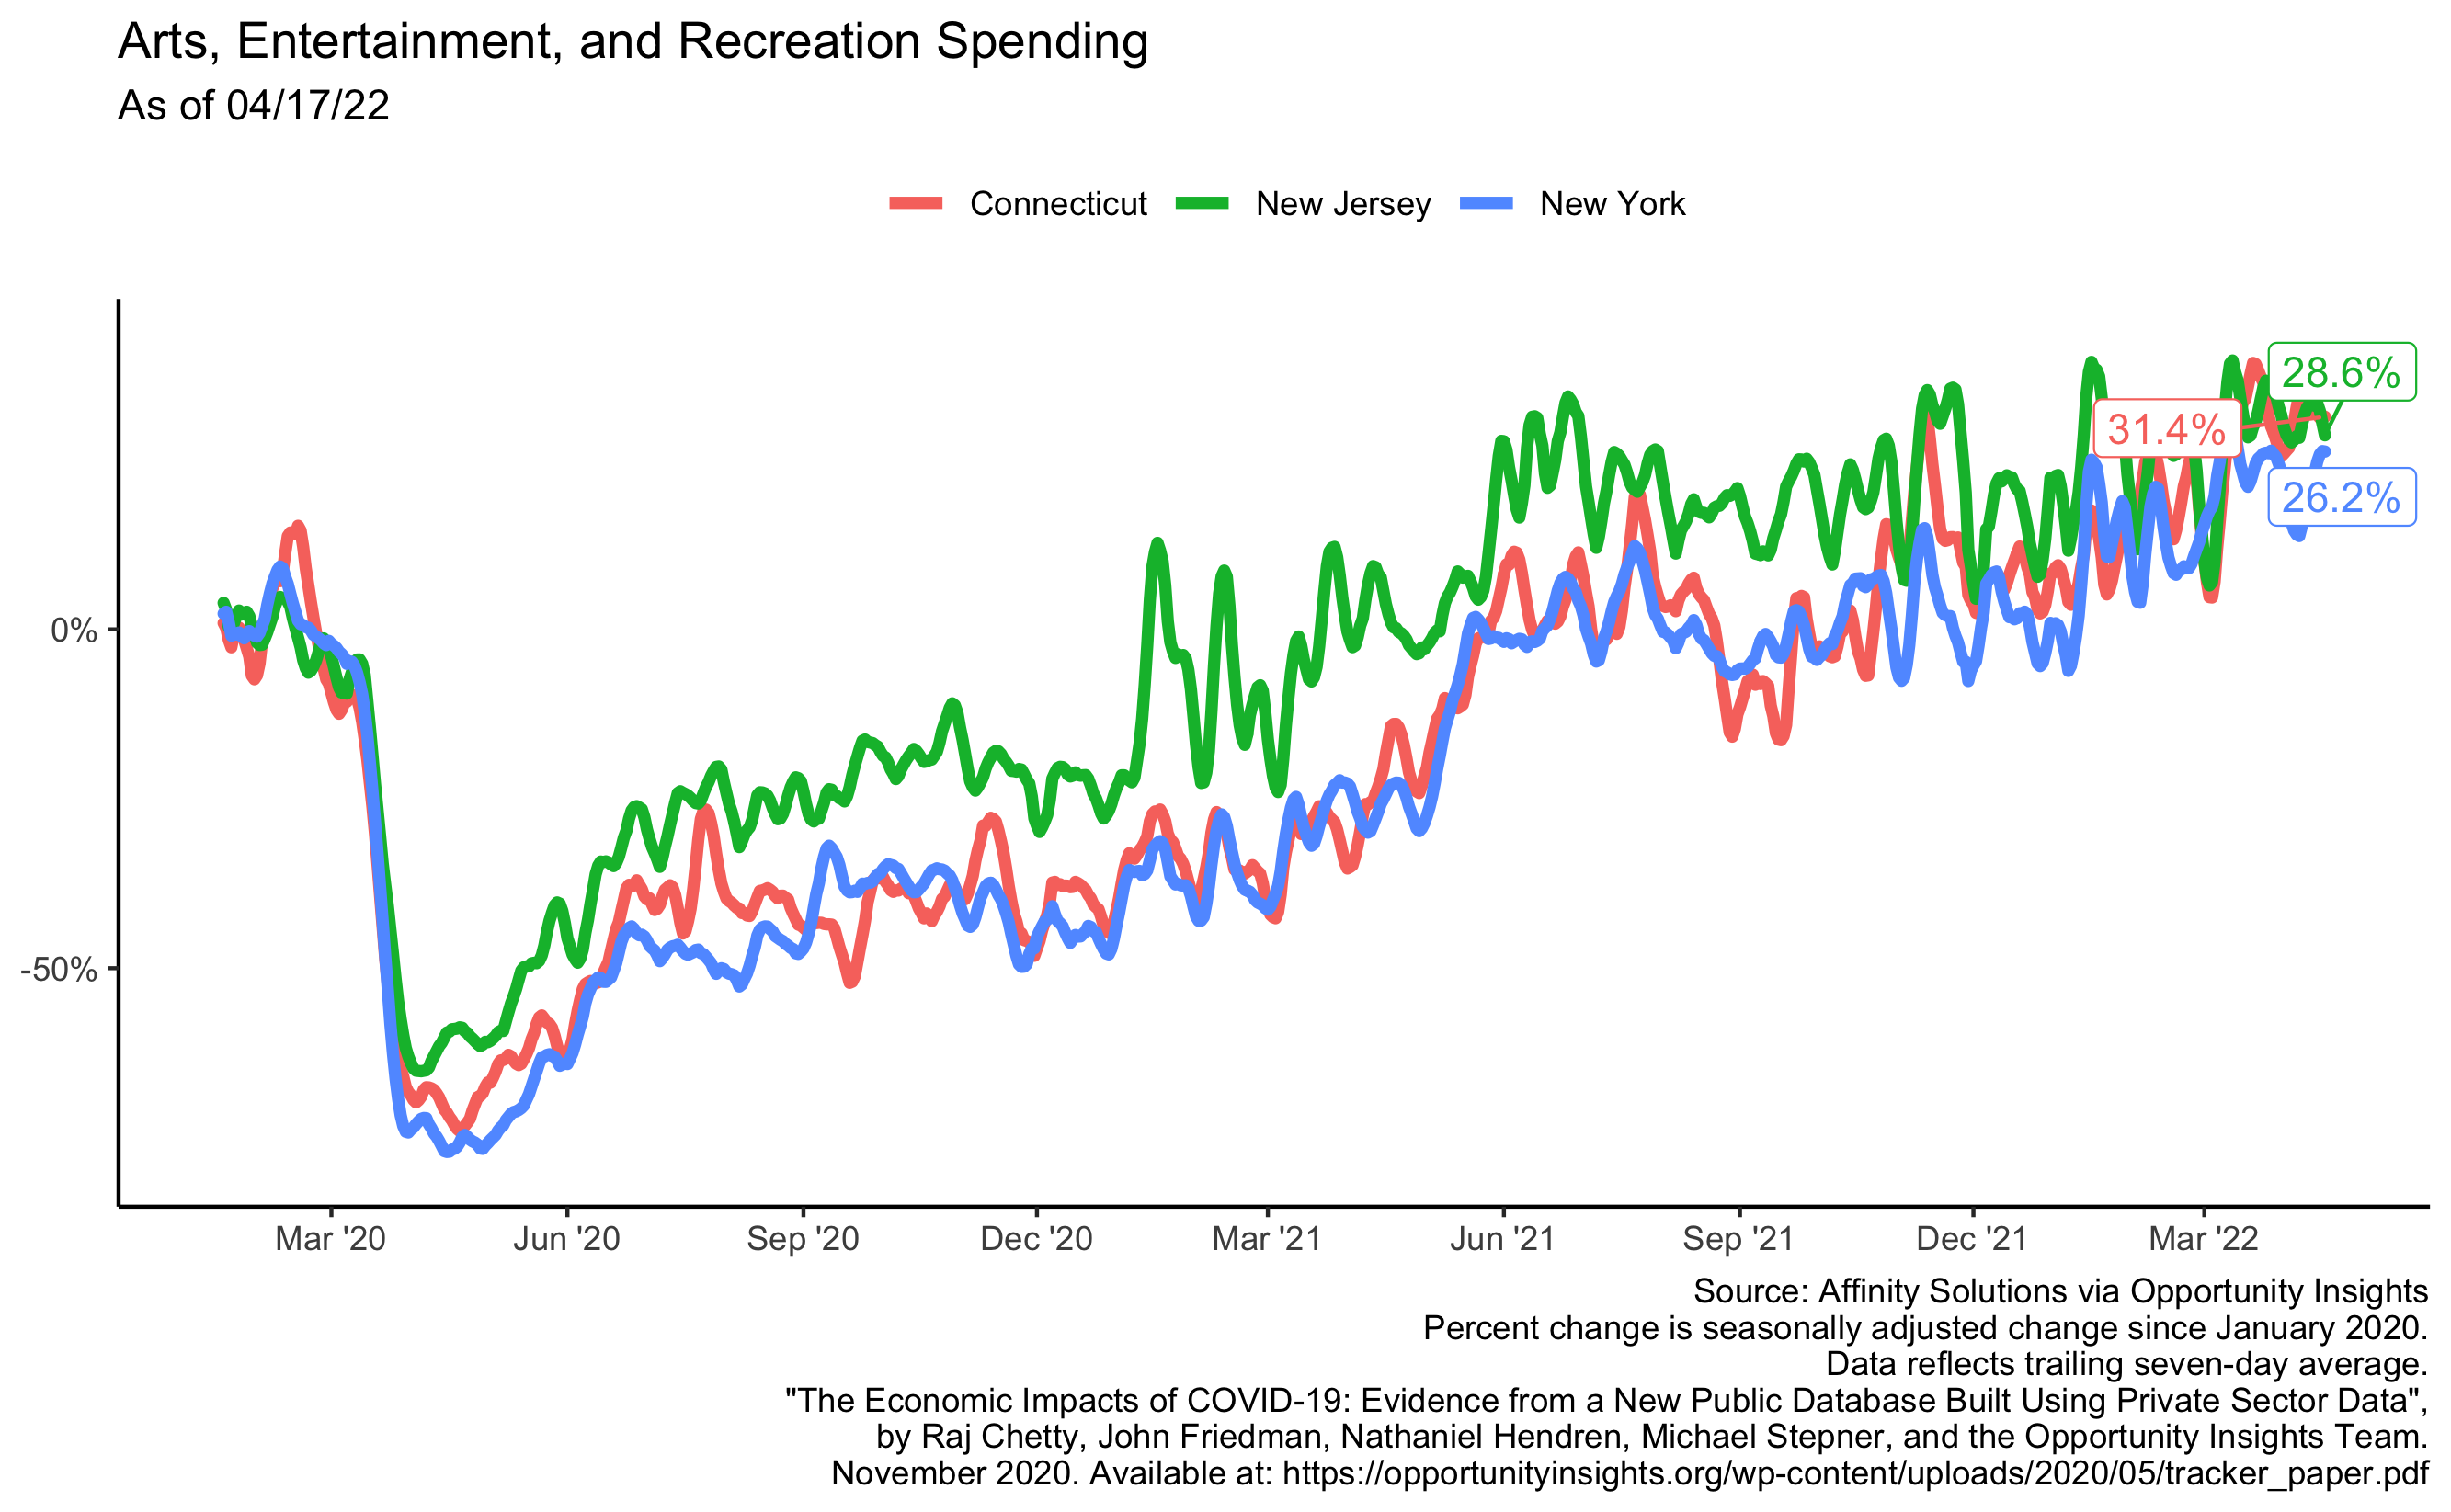 Arts, Entertainment, and Recreation Spending
As of 04/17/22
Connecticut New Jersey New York
28.6%
31.4%
26.2%
0%
-50%
Mar '20 Jun '20 Sep '20 Dec '20 Mar '21 Jun '21 Sep '21 Dec '21 Mar '22
Source: Affinity Solutions via Opportunity Insights
Percent change is seasonally adjusted change since January 2020.
Data reflects trailing seven-day average.
"The Economic Impacts of COVID-19: Evidence from a New Public Database Built Using Private Sector Data",
by Raj Chetty, John Friedman, Nathaniel Hendren, Michael Stepner, and the Opportunity Insights Team.
November 2020. Available at: https://opportunityinsights.org/wp-content/uploads/2020/05/tracker_paper.pdf